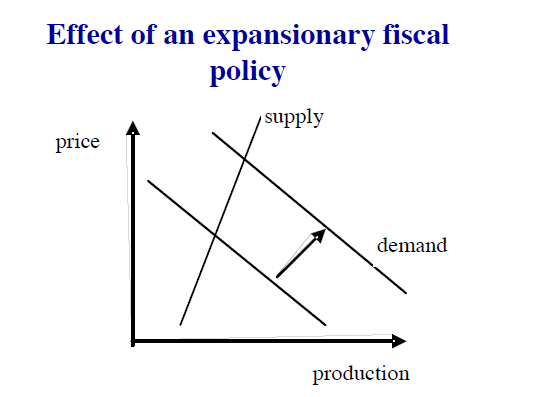 Effect of an expansionary fiscal
policy
supply
price
demand
production